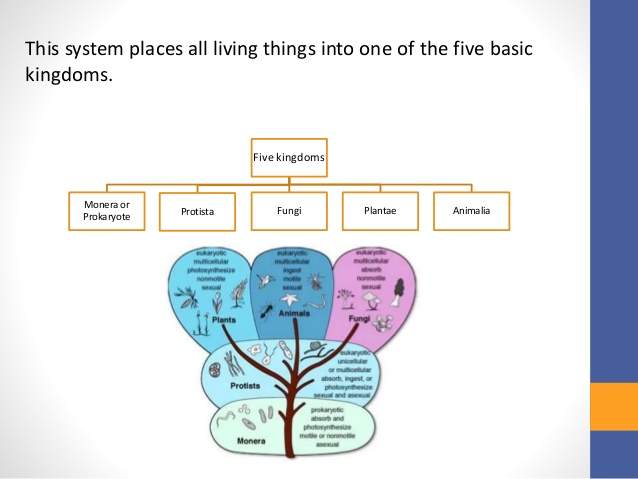 This system places all living things into one of the five basic
kingdoms.
Five kingdoms
Monera or
Prokaryote
Protista
Fungi
Plantae
Animalia
eukaryotic
multicellular
photosynthesize
nonmotile
sexual
Plants
eukaryotic
multicellular
ingest
motile
sexual
Animals
eukaryotic
multicellular
absorb
nonmotile
sexual
Fungi
Protists
eukaryotic
unicellular
or multicellular
absorb, ingest, or
photosynthesize
sexual and asexual
Monera
prokaryotic
absorb and
photosynthesize
motile or nonmotile
asexual